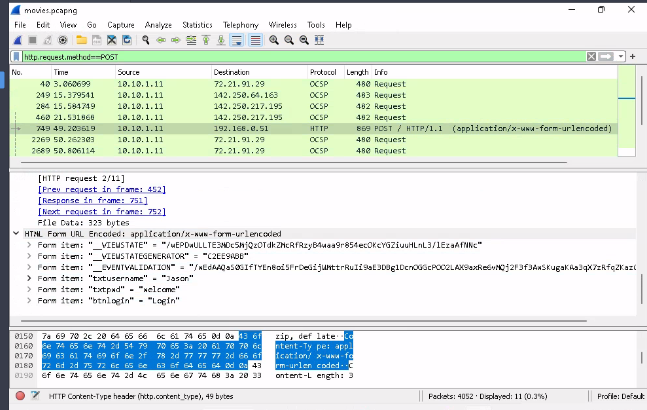 movies.pcapng
File Edit View Go Capture Analyze Statistics Telephony Wireless Tools Help
http.request.method==POST
No. Time Source Destination Protocol Length Info
40 3.060699 10.10.1.11 72.21.91.29 OCSP 480 Request
249 15.379541 10.10.1.11 142.250.64.163 OCSP 483 Request
284 15.584749 10.10.1.11 142.250.217.195 OCSP 482 Request
460 21.531868 10.10.1.11 142.250.217.195 OCSP 482 Request
749 49.203619 10.10.1.11 192.168.0.51 HTTP 869 POST / HTTP/1.1 (application/x-www-form-urlencoded)
2269 50.262303 10.10.1.11 72.21.91.29 OCSP 480 Request
2689 50.806114 10.10.1.11 72.21.91.29 OCSP 480 Request
[HTTP request 2/11]
[Prev request in frame: 452]
[Response in frame: 751]
[Next request in frame: 752]
File Data: 323 bytes
HTML Form URL Encoded: application/x-www-form-urlencoded
Form item: "__VIEWSTATE" =
Form item: "__VIEWSTATEGENERATOR" = "C2EE9ABB"
Form item: "__EVENTVALIDATION" =
Form item: "txtusername" = "Jason"
Form item: "txtpwd" = "welcome"
Form item: "btnlogin" = "Login"
0150 7a 69 70 2c 20 64 65 66 6c 61 74 65 0d 0a 43 6f zip, def late··Co
0160 6e 74 65 6e 74 2d 54 79 70 65 3a 20 61 70 70 6c ntent-Ty pe: appl
0170 69 63 61 74 69 6f 6e 2f 78 2d 77 77 77 2d 66 6f ication/ x-www-fo
0180 72 6d 2d 75 72 6c 65 6e 63 6f 64 65 64 0d 0a 43 rm-urlen coded··C
0190 6f 6e 74 65 6e 74 2d 4c 65 6e 67 74 68 3a 20 33 ontent-L ength: 3
HTTP Content-Type header (http.content_type), 49 bytes
Packets: 4052 · Displayed: 11 (0.3%)
Profile: Default